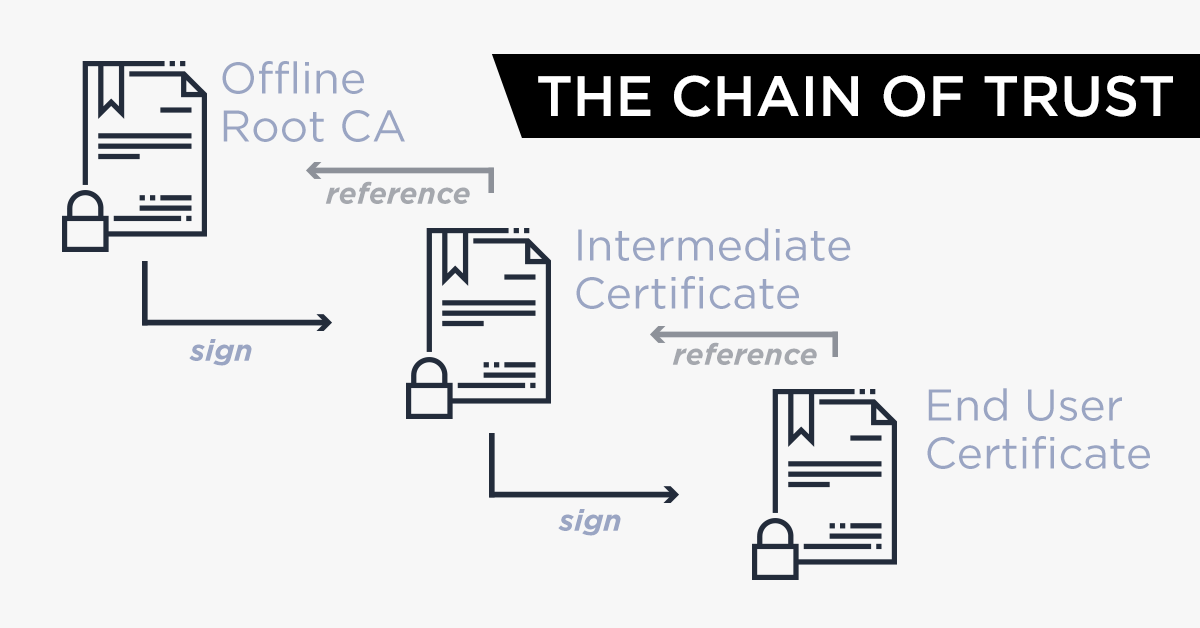 THE CHAIN OF TRUST
Offline
Root CA
reference
sign
Intermediate
Certificate
reference
sign
End User
Certificate